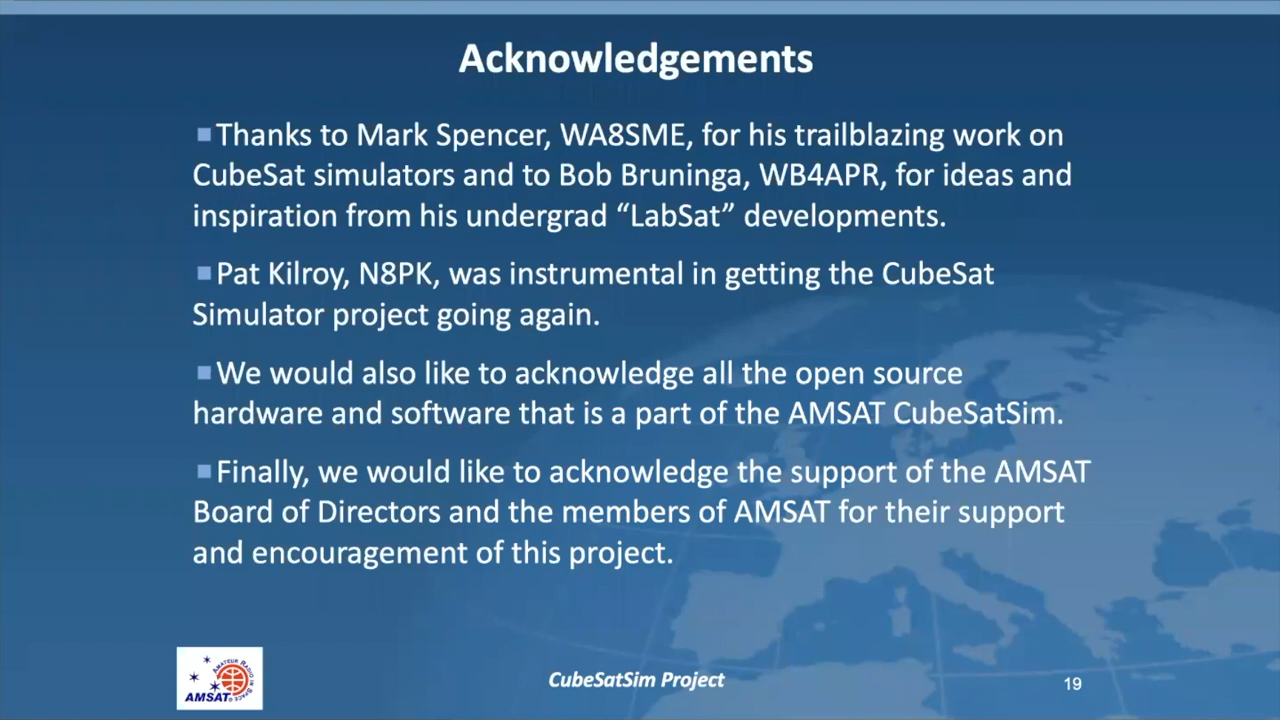 Acknowledgements
Thanks to Mark Spencer, WA8SME, for his trailblazing work on
CubeSat simulators and to Bob Bruninga, WB4APR, for ideas and
inspiration from his undergrad “LabSat” developments.
Pat Kilroy, N8PK, was instrumental in getting the CubeSat
Simulator project going again.
We would also like to acknowledge all the open source
hardware and software that is a part of the AMSAT CubeSatSim.
Finally, we would like to acknowledge the support of the AMSAT
Board of Directors and the members of AMSAT for their support
and encouragement of this project.
AMATEUR RADIO IN SPACE
AMSAT®
CubeSatSim Project
19